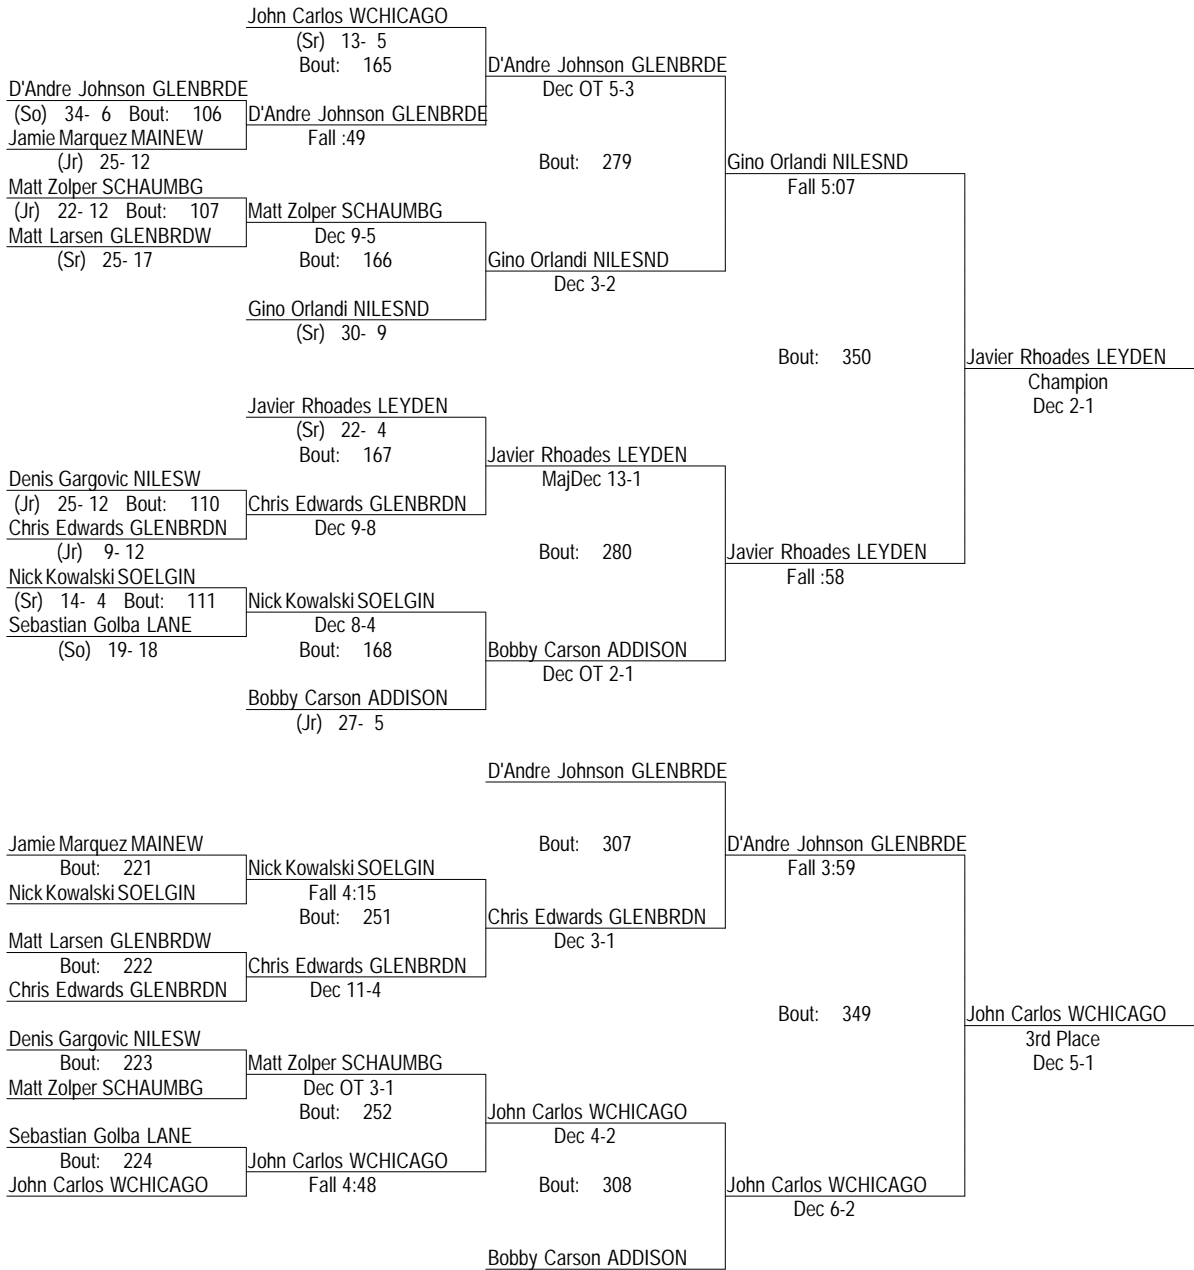 John Carlos WCHICAGO
(Sr) 13- 5
Bout: 165
D'Andre Johnson GLENBRDE
Dec OT 5-3
D'Andre Johnson GLENBRDE
(So) 34- 6 Bout: 106
D'Andre Johnson GLENBRDE
Jamie Marquez MAINEW
Fall :49
(Jr) 25- 12
Bout: 279
Gino Orlandi NILESND
Matt Zolper SCHAUMBG
Fall 5:07
(Jr) 22- 12 Bout: 107
Matt Zolper SCHAUMBG
Matt Larsen GLENBRDW
Dec 9-5
(Sr) 25- 17
Bout: 166
Gino Orlandi NILESND
Dec 3-2
Gino Orlandi NILESND
(Sr) 30- 9
Bout: 350
Javier Rhoades LEYDEN
Champion
Dec 2-1
Javier Rhoades LEYDEN
(Sr) 22- 4
Bout: 167
Javier Rhoades LEYDEN
MajDec 13-1
Denis Gargovic NILESW
(Jr) 25- 12 Bout: 110
Chris Edwards GLENBRDN
Chris Edwards GLENBRDN
Dec 9-8
(Jr) 9- 12
Bout: 280
Javier Rhoades LEYDEN
Nick Kowalski SOELGIN
Fall :58
(Sr) 14- 4 Bout: 111
Nick Kowalski SOELGIN
Sebastian Golba LANE
Dec 8-4
(So) 19- 18
Bout: 168
Bobby Carson ADDISON
Dec OT 2-1
Bobby Carson ADDISON
(Jr) 27- 5
D'Andre Johnson GLENBRDE
Jamie Marquez MAINEW
Bout: 307
D'Andre Johnson GLENBRDE
Bout: 221
Nick Kowalski SOELGIN
Fall 3:59
Nick Kowalski SOELGIN
Fall 4:15
Bout: 251
Chris Edwards GLENBRDN
Matt Larsen GLENBRDW
Dec 3-1
Bout: 222
Chris Edwards GLENBRDN
Chris Edwards GLENBRDN
Dec 11-4
Bout: 349
John Carlos WCHICAGO
Denis Gargovic NILESW
3rd Place
Bout: 223
Matt Zolper SCHAUMBG
Dec 5-1
Matt Zolper SCHAUMBG
Dec OT 3-1
Bout: 252
John Carlos WCHICAGO
Sebastian Golba LANE
Dec 4-2
Bout: 224
John Carlos WCHICAGO
John Carlos WCHICAGO
Fall 4:48
Bout: 308
John Carlos WCHICAGO
Dec 6-2
Bobby Carson ADDISON